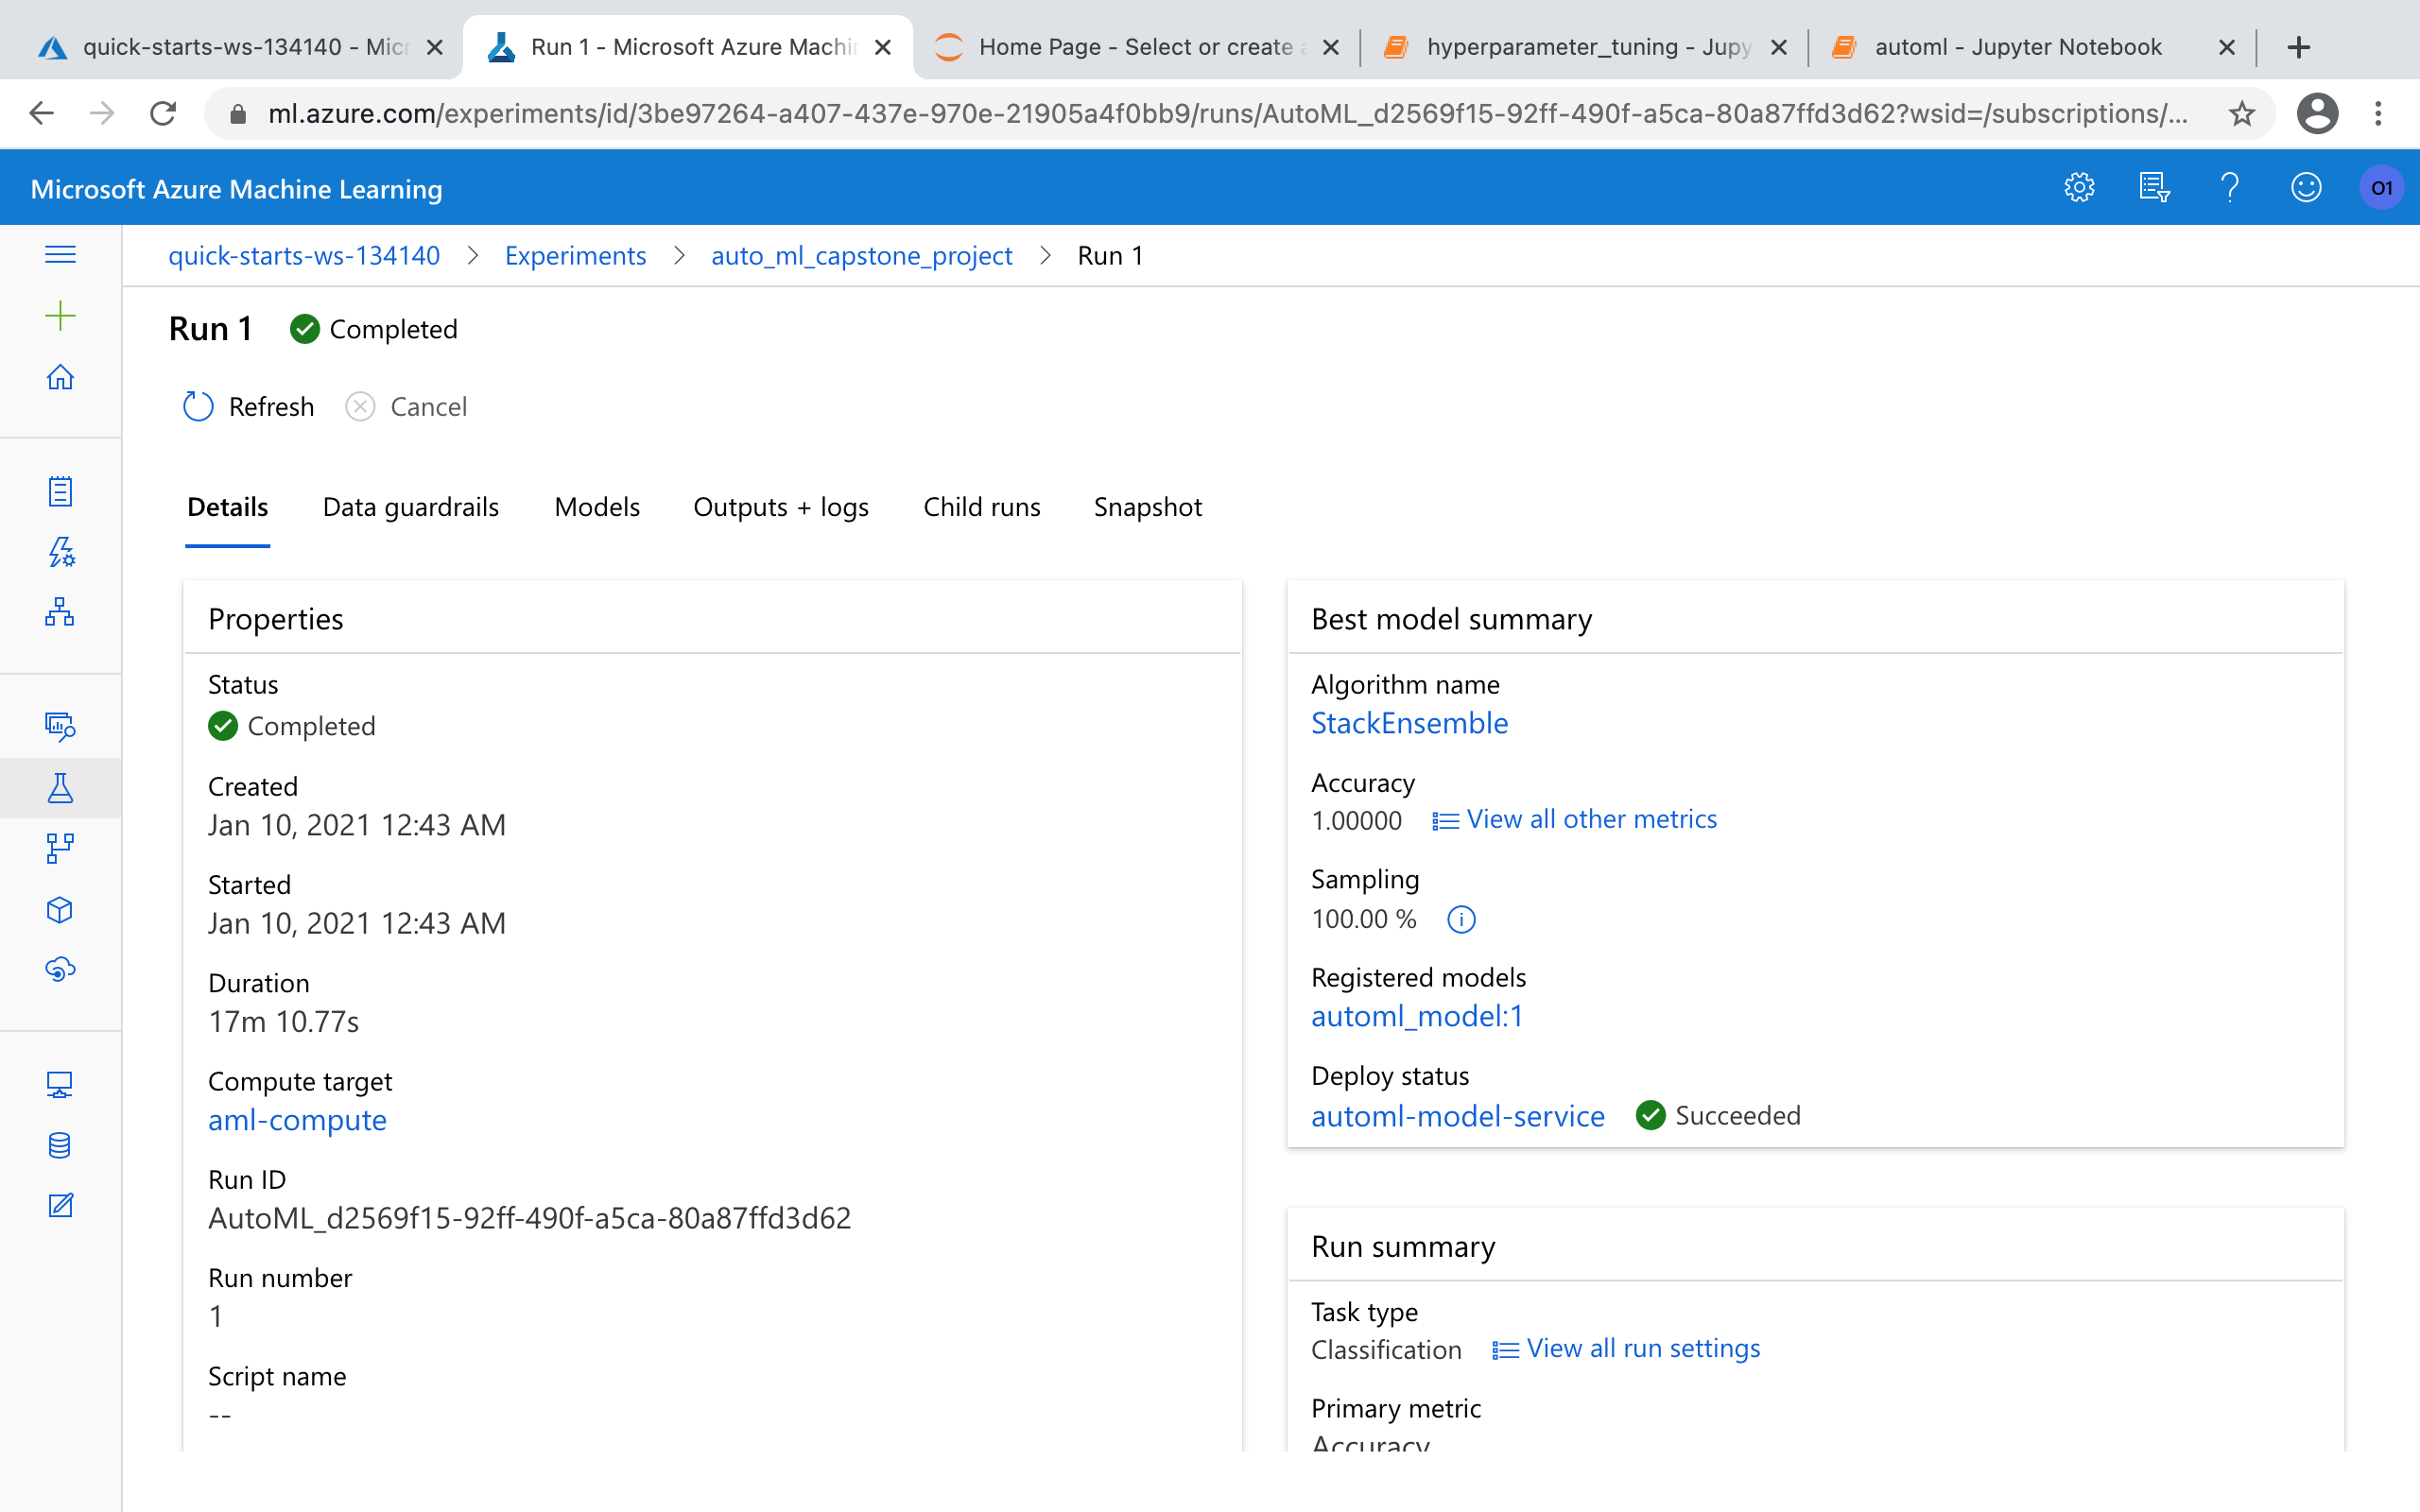 quick-starts-ws-134140 - Micr
Run 1 - Microsoft Azure Machin
Home Page - Select or create a
hyperparameter_tuning - Jupy
automl - Jupyter Notebook
ml.azure.com/experiments/id/3be97264-a407-437e-970e-21905a4f0bb9/runs/AutoML_d2569f15-92ff-490f-a5ca-80a87ffd3d62?wsid=/subscriptions/...
Microsoft Azure Machine Learning
O1
quick-starts-ws-134140 > Experiments > auto_ml_capstone_project > Run 1
Run 1 Completed
Refresh Cancel
Details Data guardrails Models Outputs + logs Child runs Snapshot
Properties
Status
Completed
Created
Jan 10, 2021 12:43 AM
Started
Jan 10, 2021 12:43 AM
Duration
17m 10.77s
Compute target
aml-compute
Run ID
AutoML_d2569f15-92ff-490f-a5ca-80a87ffd3d62
Run number
1
Script name
--
Best model summary
Algorithm name
StackEnsemble
Accuracy
1.00000 View all other metrics
Sampling
100.00 %
Registered models
automl_model:1
Deploy status
automl-model-service Succeeded
Run summary
Task type
Classification View all run settings
Primary metric
Accuracy